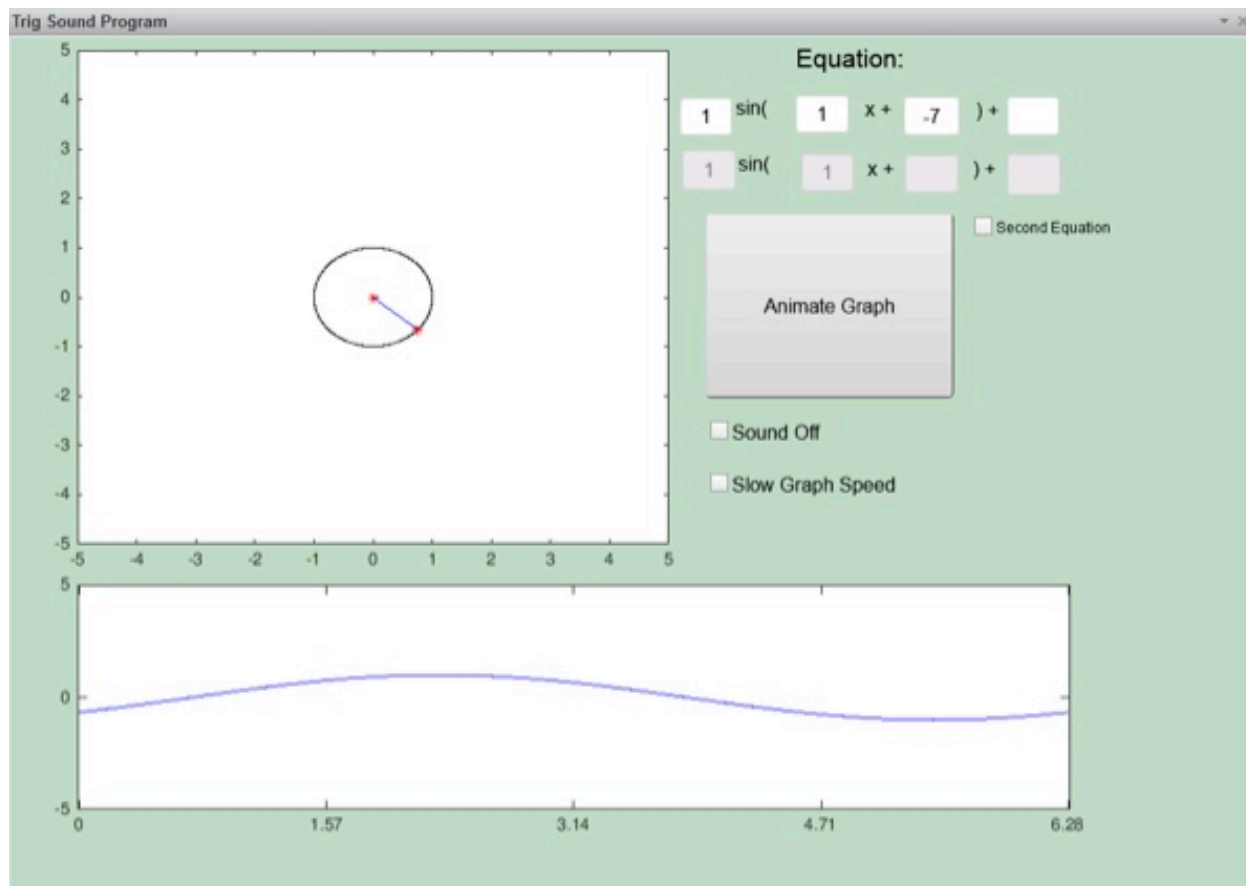 Trig Sound Program
Equation:
1 sin( 1 x + -7 ) +
1 sin( 1 x + ) +
Second Equation
Animate Graph
Sound Off
Slow Graph Speed
5
4
3
2
1
0
-1
-2
-3
-4
-5
-5 -4 -3 -2 -1 0 1 2 3 4 5
5
0
-5
0 1.57 3.14 4.71 6.28